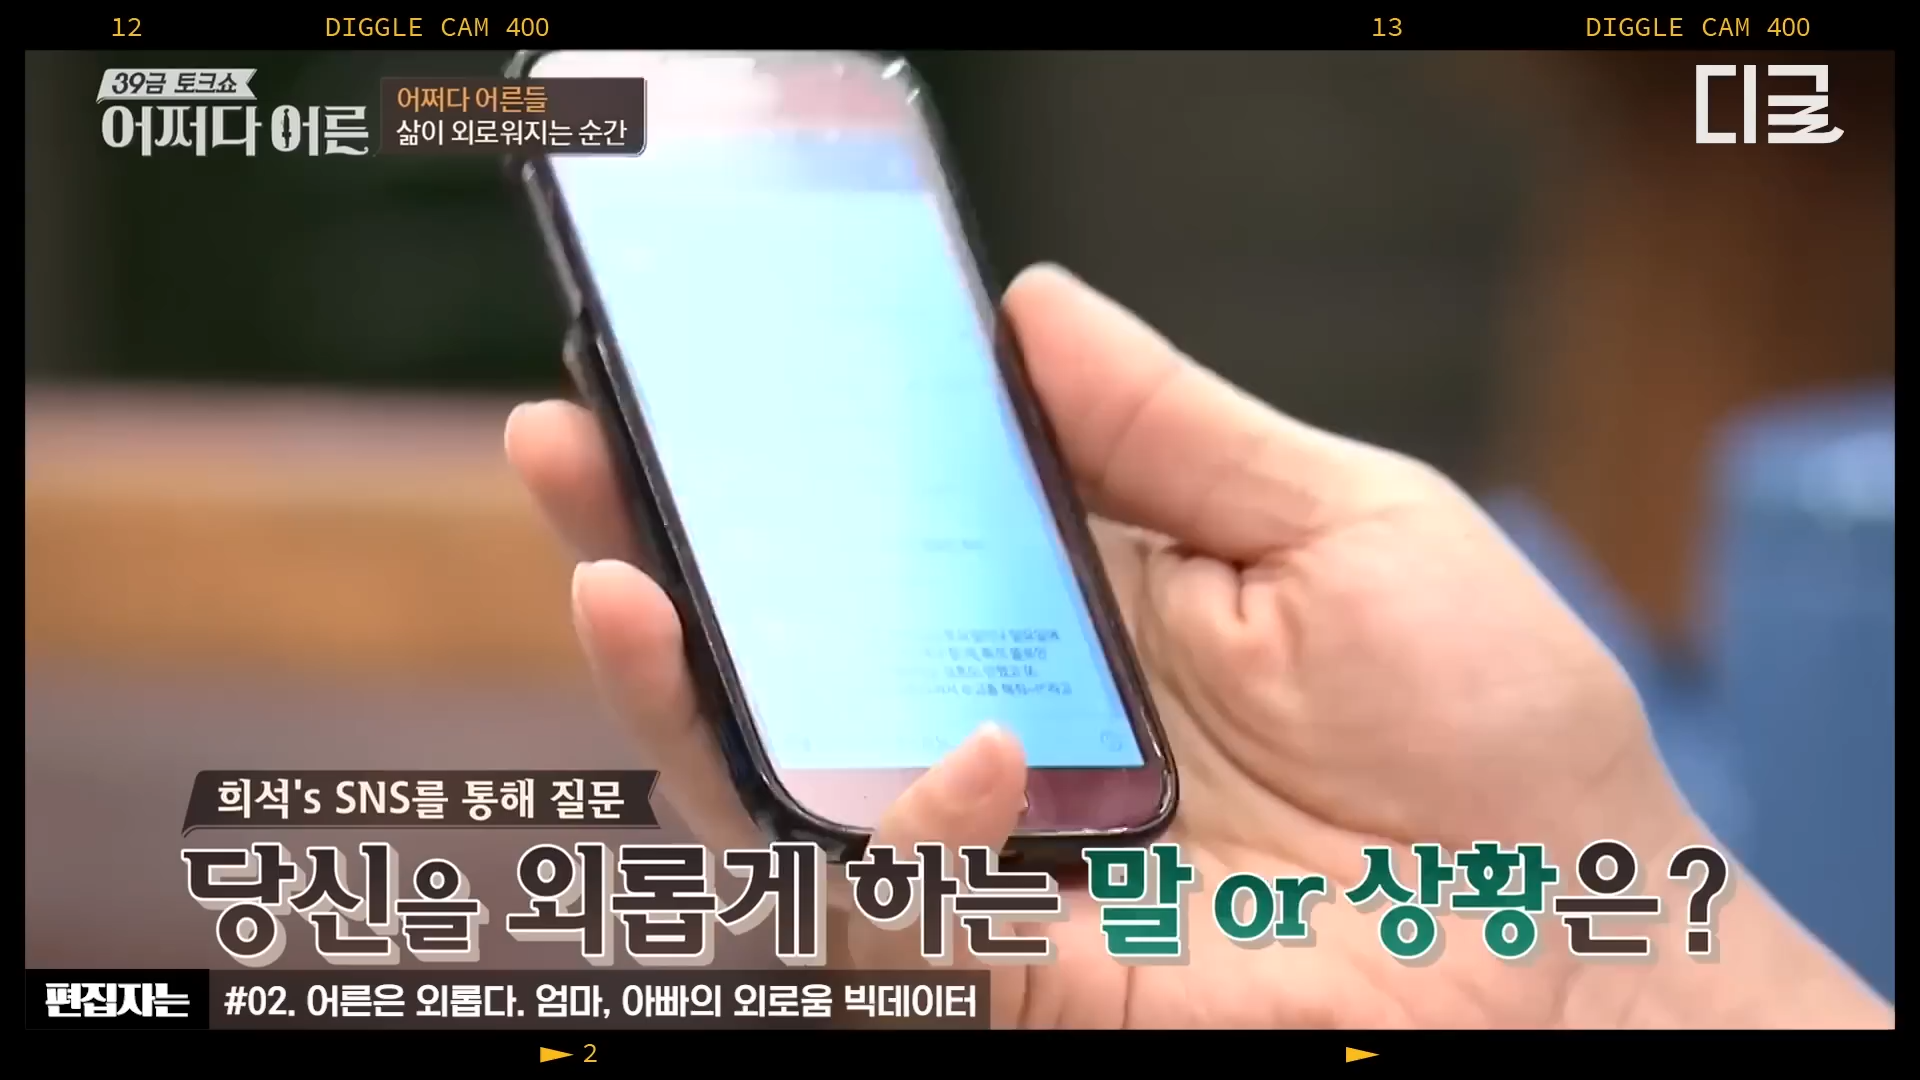 12
DIGGLE CAM 400
13
DIGGLE CAM 400
39금 토크쇼
어쩌다 어른
어쩌다 어른들
삶이 외로워지는 순간
디글
희석's SNS를 통해 질문
당신을 외롭게 하는 말 or 상황은?
편집자는
#02. 어른은 외롭다. 엄마, 아빠의 외로움 빅데이터
2